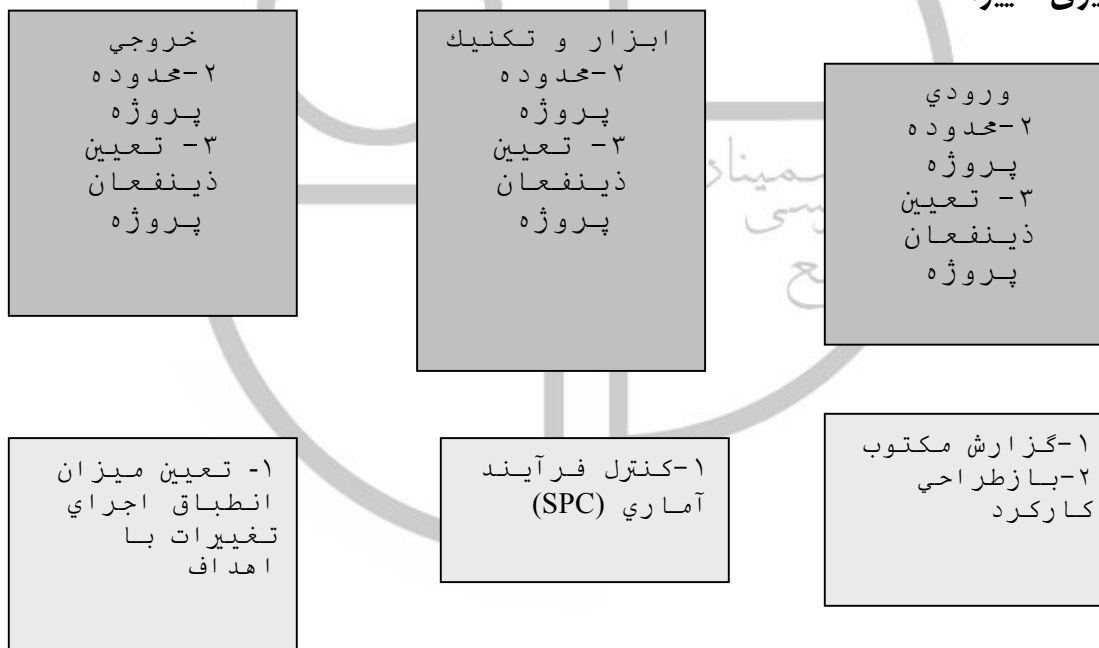 ورودي
۲-محدوده
پروژه
۳- تعيين
ذينفعان
پروژه
ابزار و تكنيك
۲-محدوده
پروژه
۳- تعيين
ذينفعان
پروژه
خروجي
۲-محدوده
پروژه
۳- تعيين
ذينفعان
پروژه
۱-گزارش مكتوب
۲-بازطراحي
كاركرد
۱-كنترل فرآيند
آماري (SPC)
۱- تعيين ميزان
انطباق اجراي
تغييرات با
اهداف